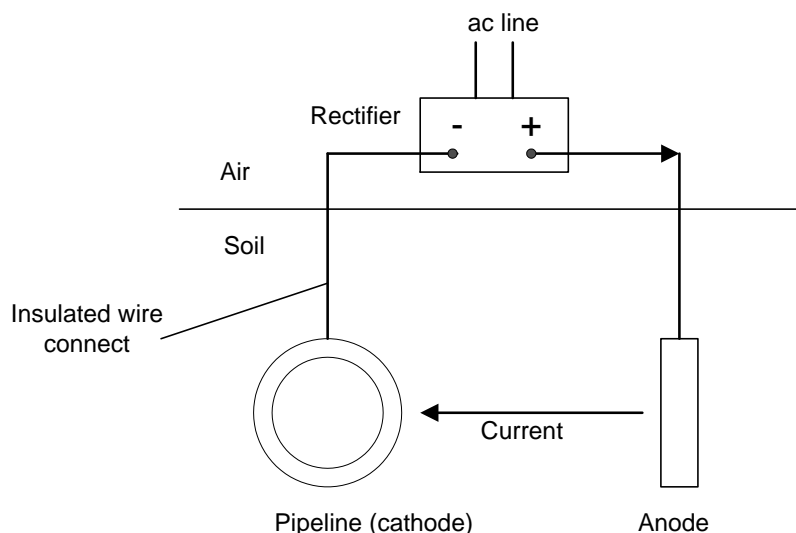 ac line
Rectifier
- +
Air
Soil
Insulated wire
connect
Current
Pipeline (cathode)
Anode